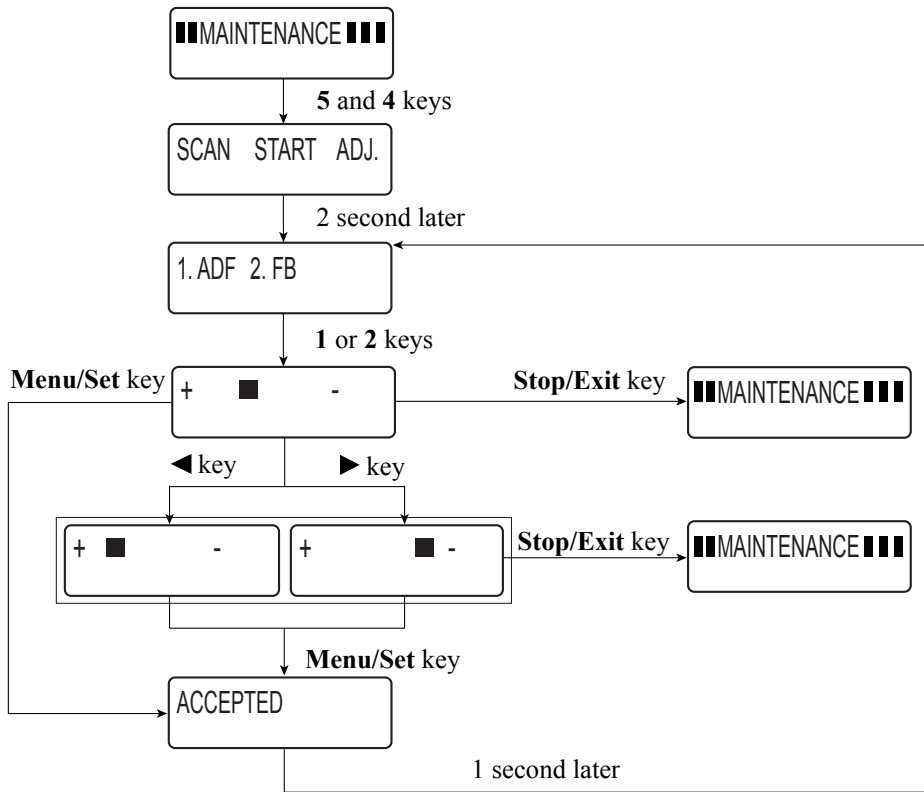 ▮▮MAINTENANCE▮▮▮
5 and 4 keys
SCAN START ADJ.
2 second later
1. ADF 2. FB
1 or 2 keys
Menu/Set key
+ ■ -
Stop/Exit key
▮▮MAINTENANCE▮▮▮
◀ key
▶ key
+ ■ -
+ ■ -
Stop/Exit key
▮▮MAINTENANCE▮▮▮
Menu/Set key
ACCEPTED
1 second later